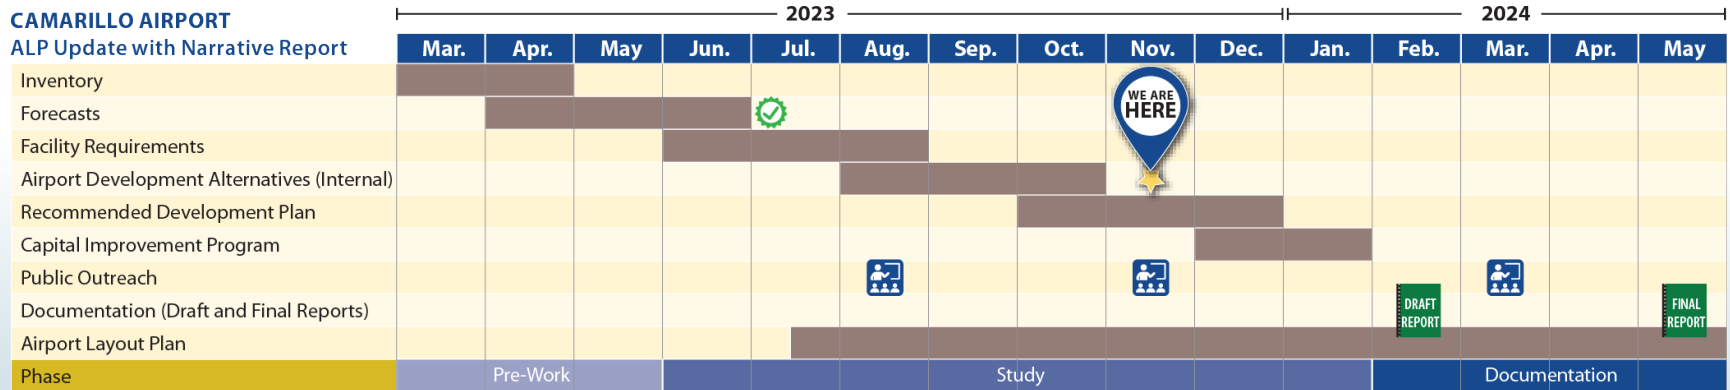 CAMARILLO AIRPORT
ALP Update with Narrative Report
2023
2024
Mar. Apr. May Jun. Jul. Aug. Sep. Oct. Nov. Dec. Jan. Feb. Mar. Apr. May
Inventory
Forecasts
WE ARE
HERE
Facility Requirements
Airport Development Alternatives (Internal)
Recommended Development Plan
Capital Improvement Program
Public Outreach
Documentation (Draft and Final Reports)
DRAFT
REPORT
FINAL
REPORT
Airport Layout Plan
Phase Pre-Work Study Documentation